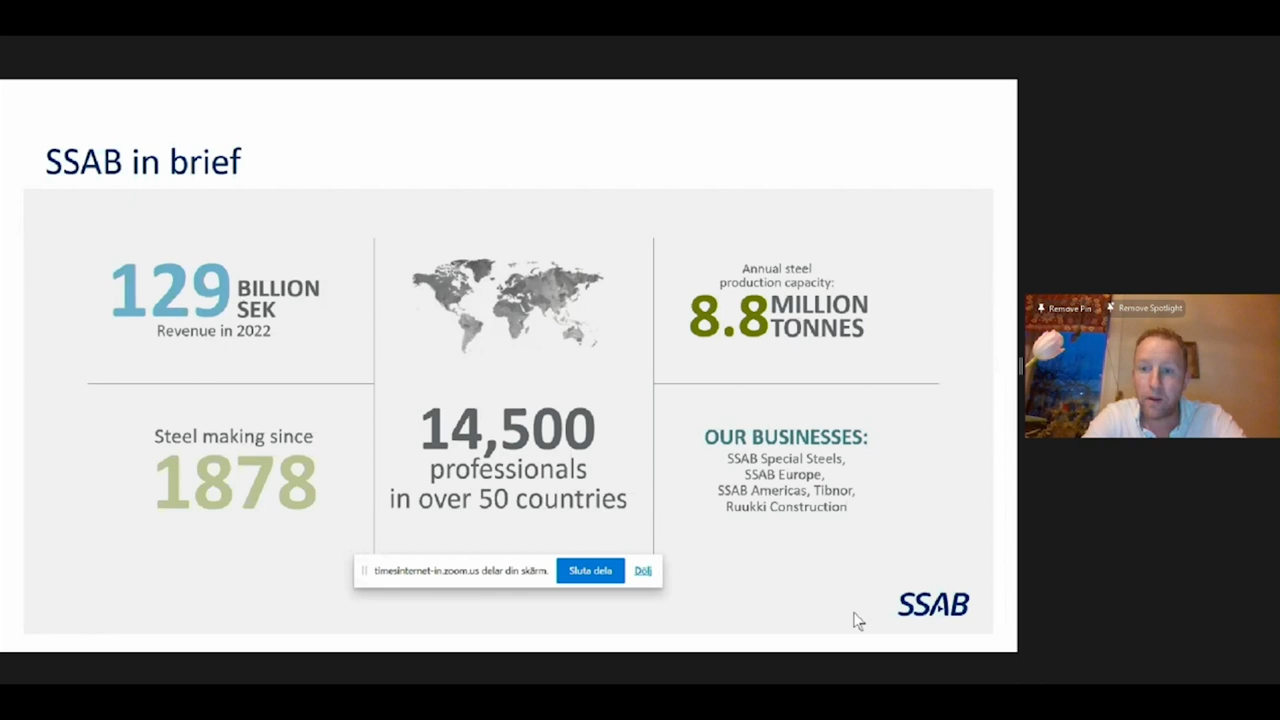 SSAB in brief
129 BILLION
SEK
Revenue in 2022
Annual steel
production capacity:
8.8 MILLION
TONNES
Steel making since
1878
14,500
professionals
in over 50 countries
OUR BUSINESSES:
SSAB Special Steels,
SSAB Europe,
SSAB Americas, Tibnor,
Ruukki Construction
timesinternet-in.zoom.us delar din skärm. Sluta dela Dölj
SSAB
Remove Pin Remove Spotlight